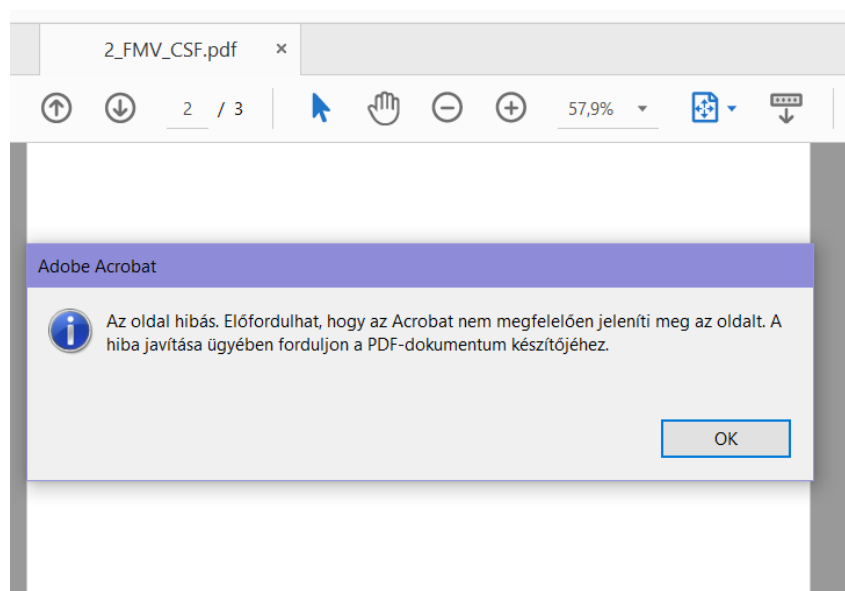 2_FMV_CSF.pdf ×
2 / 3 57,9%
Adobe Acrobat
Az oldal hibás. Előfordulhat, hogy az Acrobat nem megfelelően jeleníti meg az oldalt. A
hiba javítása ügyében forduljon a PDF-dokumentum készítőjéhez.
OK